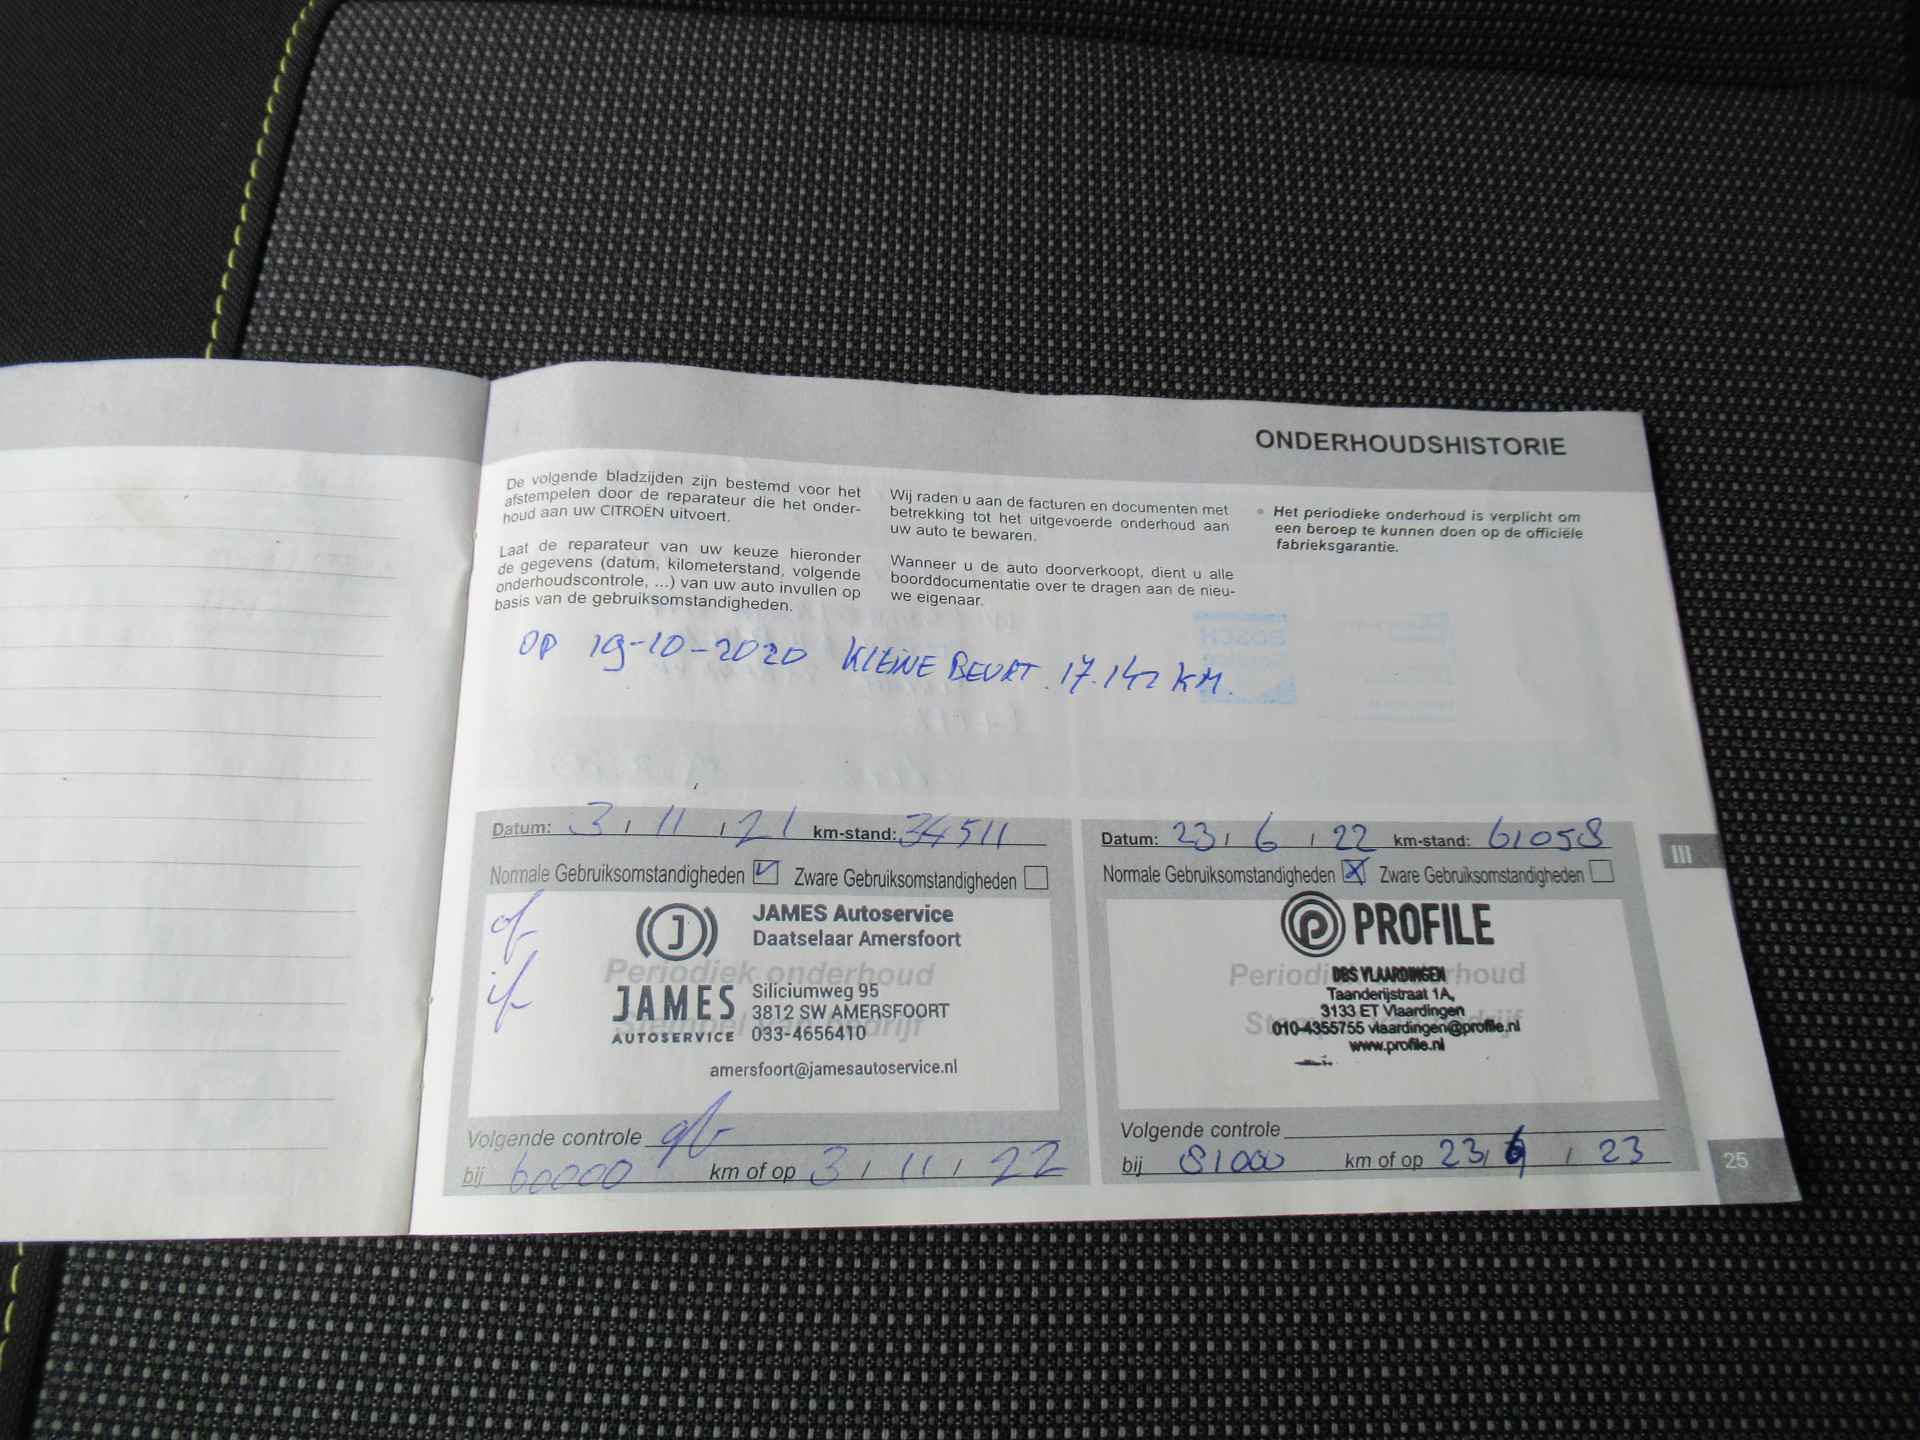 ONDERHOUDSHISTORIE
De volgende bladzijden zijn bestemd voor het
afstempelen door de reparateur die het onder-
houd aan uw CITROËN uitvoert.
Laat de reparateur van uw keuze hieronder
de gegevens (datum, kilometerstand, volgende
onderhoudscontrole, ...) van uw auto invullen op
basis van de gebruiksomstandigheden.
Wij raden u aan de facturen en documenten met
betrekking tot het uitgevoerde onderhoud aan
uw auto te bewaren.
Wanneer u de auto doorverkoopt, dient u alle
boorddocumentatie over te dragen aan de nieu-
we eigenaar.
Het periodieke onderhoud is verplicht om
een beroep te kunnen doen op de officiële
fabrieksgarantie.
OP 19-10-2020 KLEINE BEURT. 17.142 KM.
Datum: 3 / 11 / 21 km-stand: 34511
Normale Gebruiksomstandigheden Zware Gebruiksomstandigheden
J JAMES Autoservice
Daatselaar Amersfoort
Periodiek onderhoud
JAMES
AUTOSERVICE
Siliciumweg 95
3812 SW AMERSFOORT
033-4656410
amersfoort@jamesautoservice.nl
Volgende controle
bij 60000 km of op 3 / 11 / 22
Datum: 23 / 6 / 22 km-stand: 61058
Normale Gebruiksomstandigheden Zware Gebruiksomstandigheden
PROFILE
DBS VLAARDINGEN
Taanderijstraat 1A,
3133 ET Vlaardingen
010-4355755 vlaardingen@profile.nl
www.profile.nl
Volgende controle
bij 81000 km of op 23 / 6 / 23
III
25